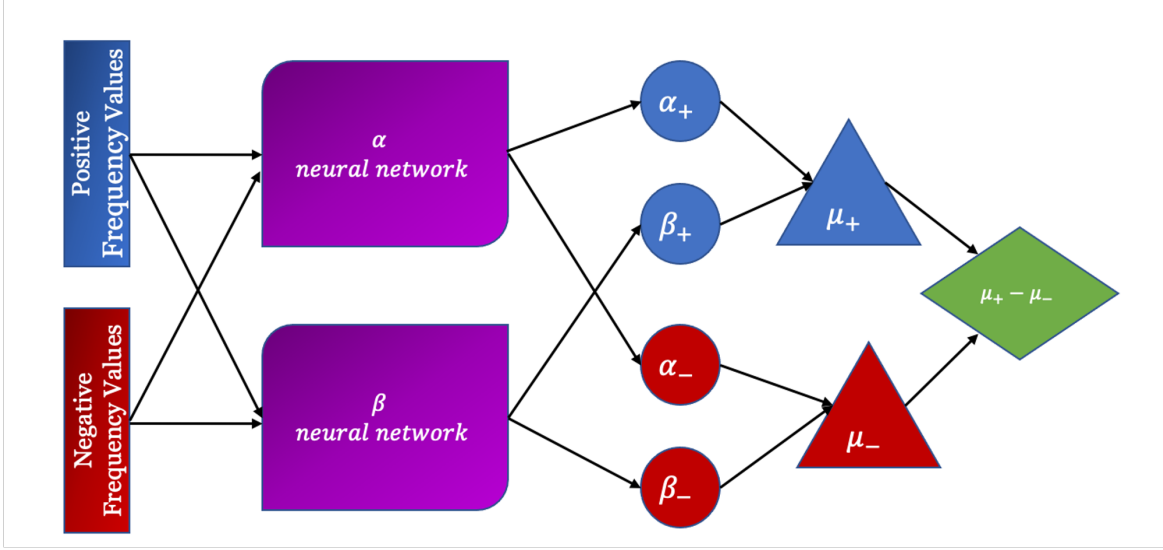 Positive
Frequency Values
α
neural network
α₊
β₊
μ₊
μ₊ − μ₋
Negative
Frequency Values
β
neural network
α₋
β₋
μ₋